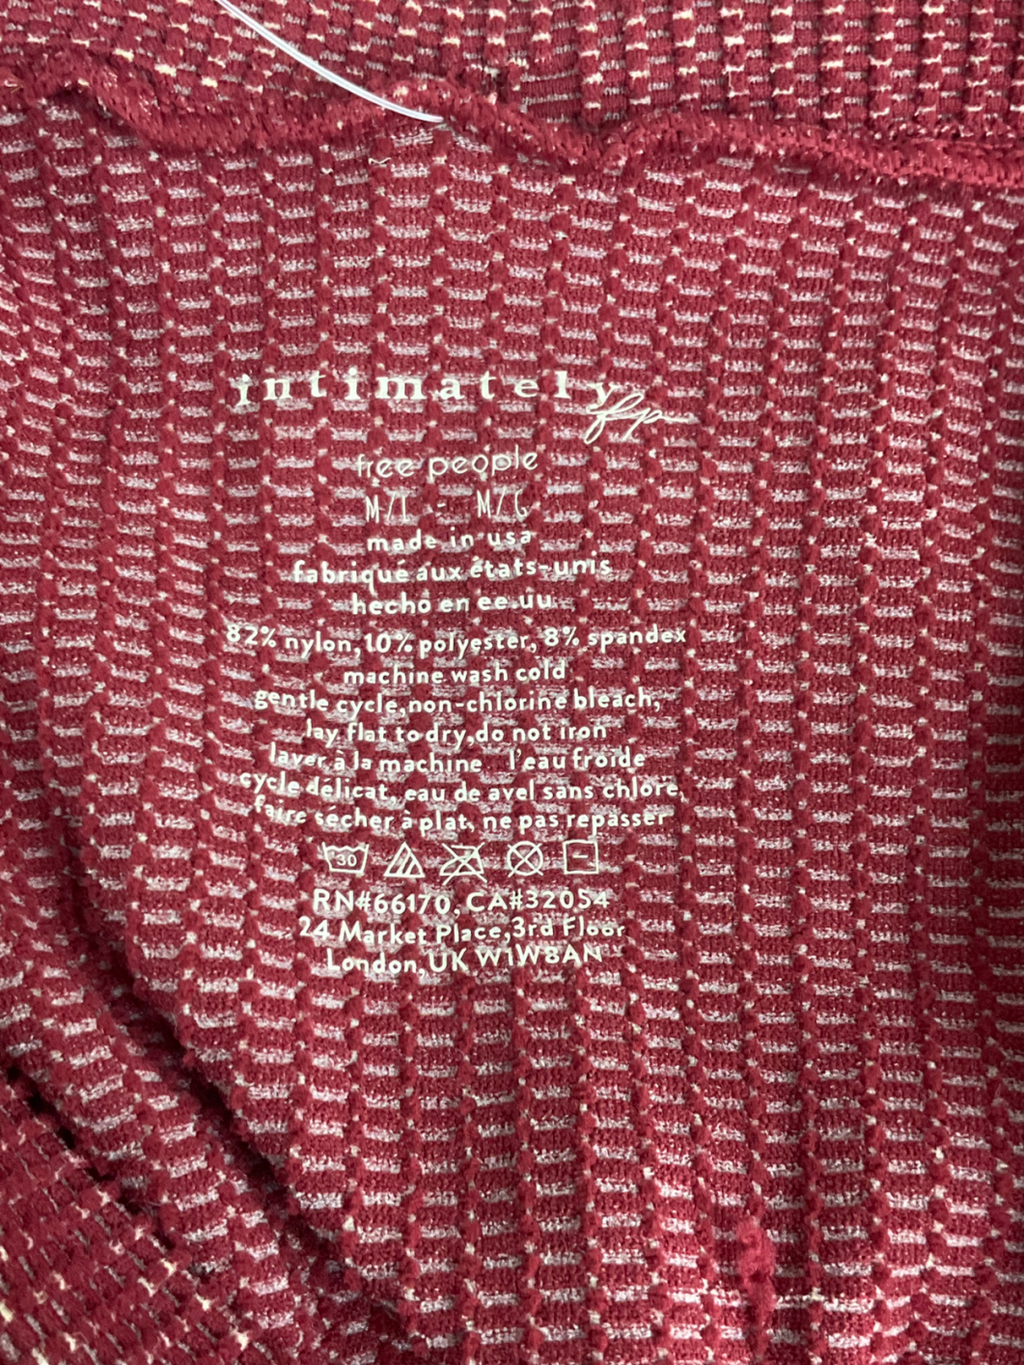 intimately fp
free people
M/L - M/G
made in usa
fabriqué aux états-unis
hecho en ee.uu.
82% nylon, 10% polyester, 8% spandex
machine wash cold
gentle cycle, non-chlorine bleach,
lay flat to dry, do not iron
laver à la machine l'eau froide
cycle délicat, eau de avel sans chlore,
faire sécher à plat, ne pas repasser
30
RN#66170, CA#32054
24 Market Place, 3rd Floor
London, UK W1W8AN